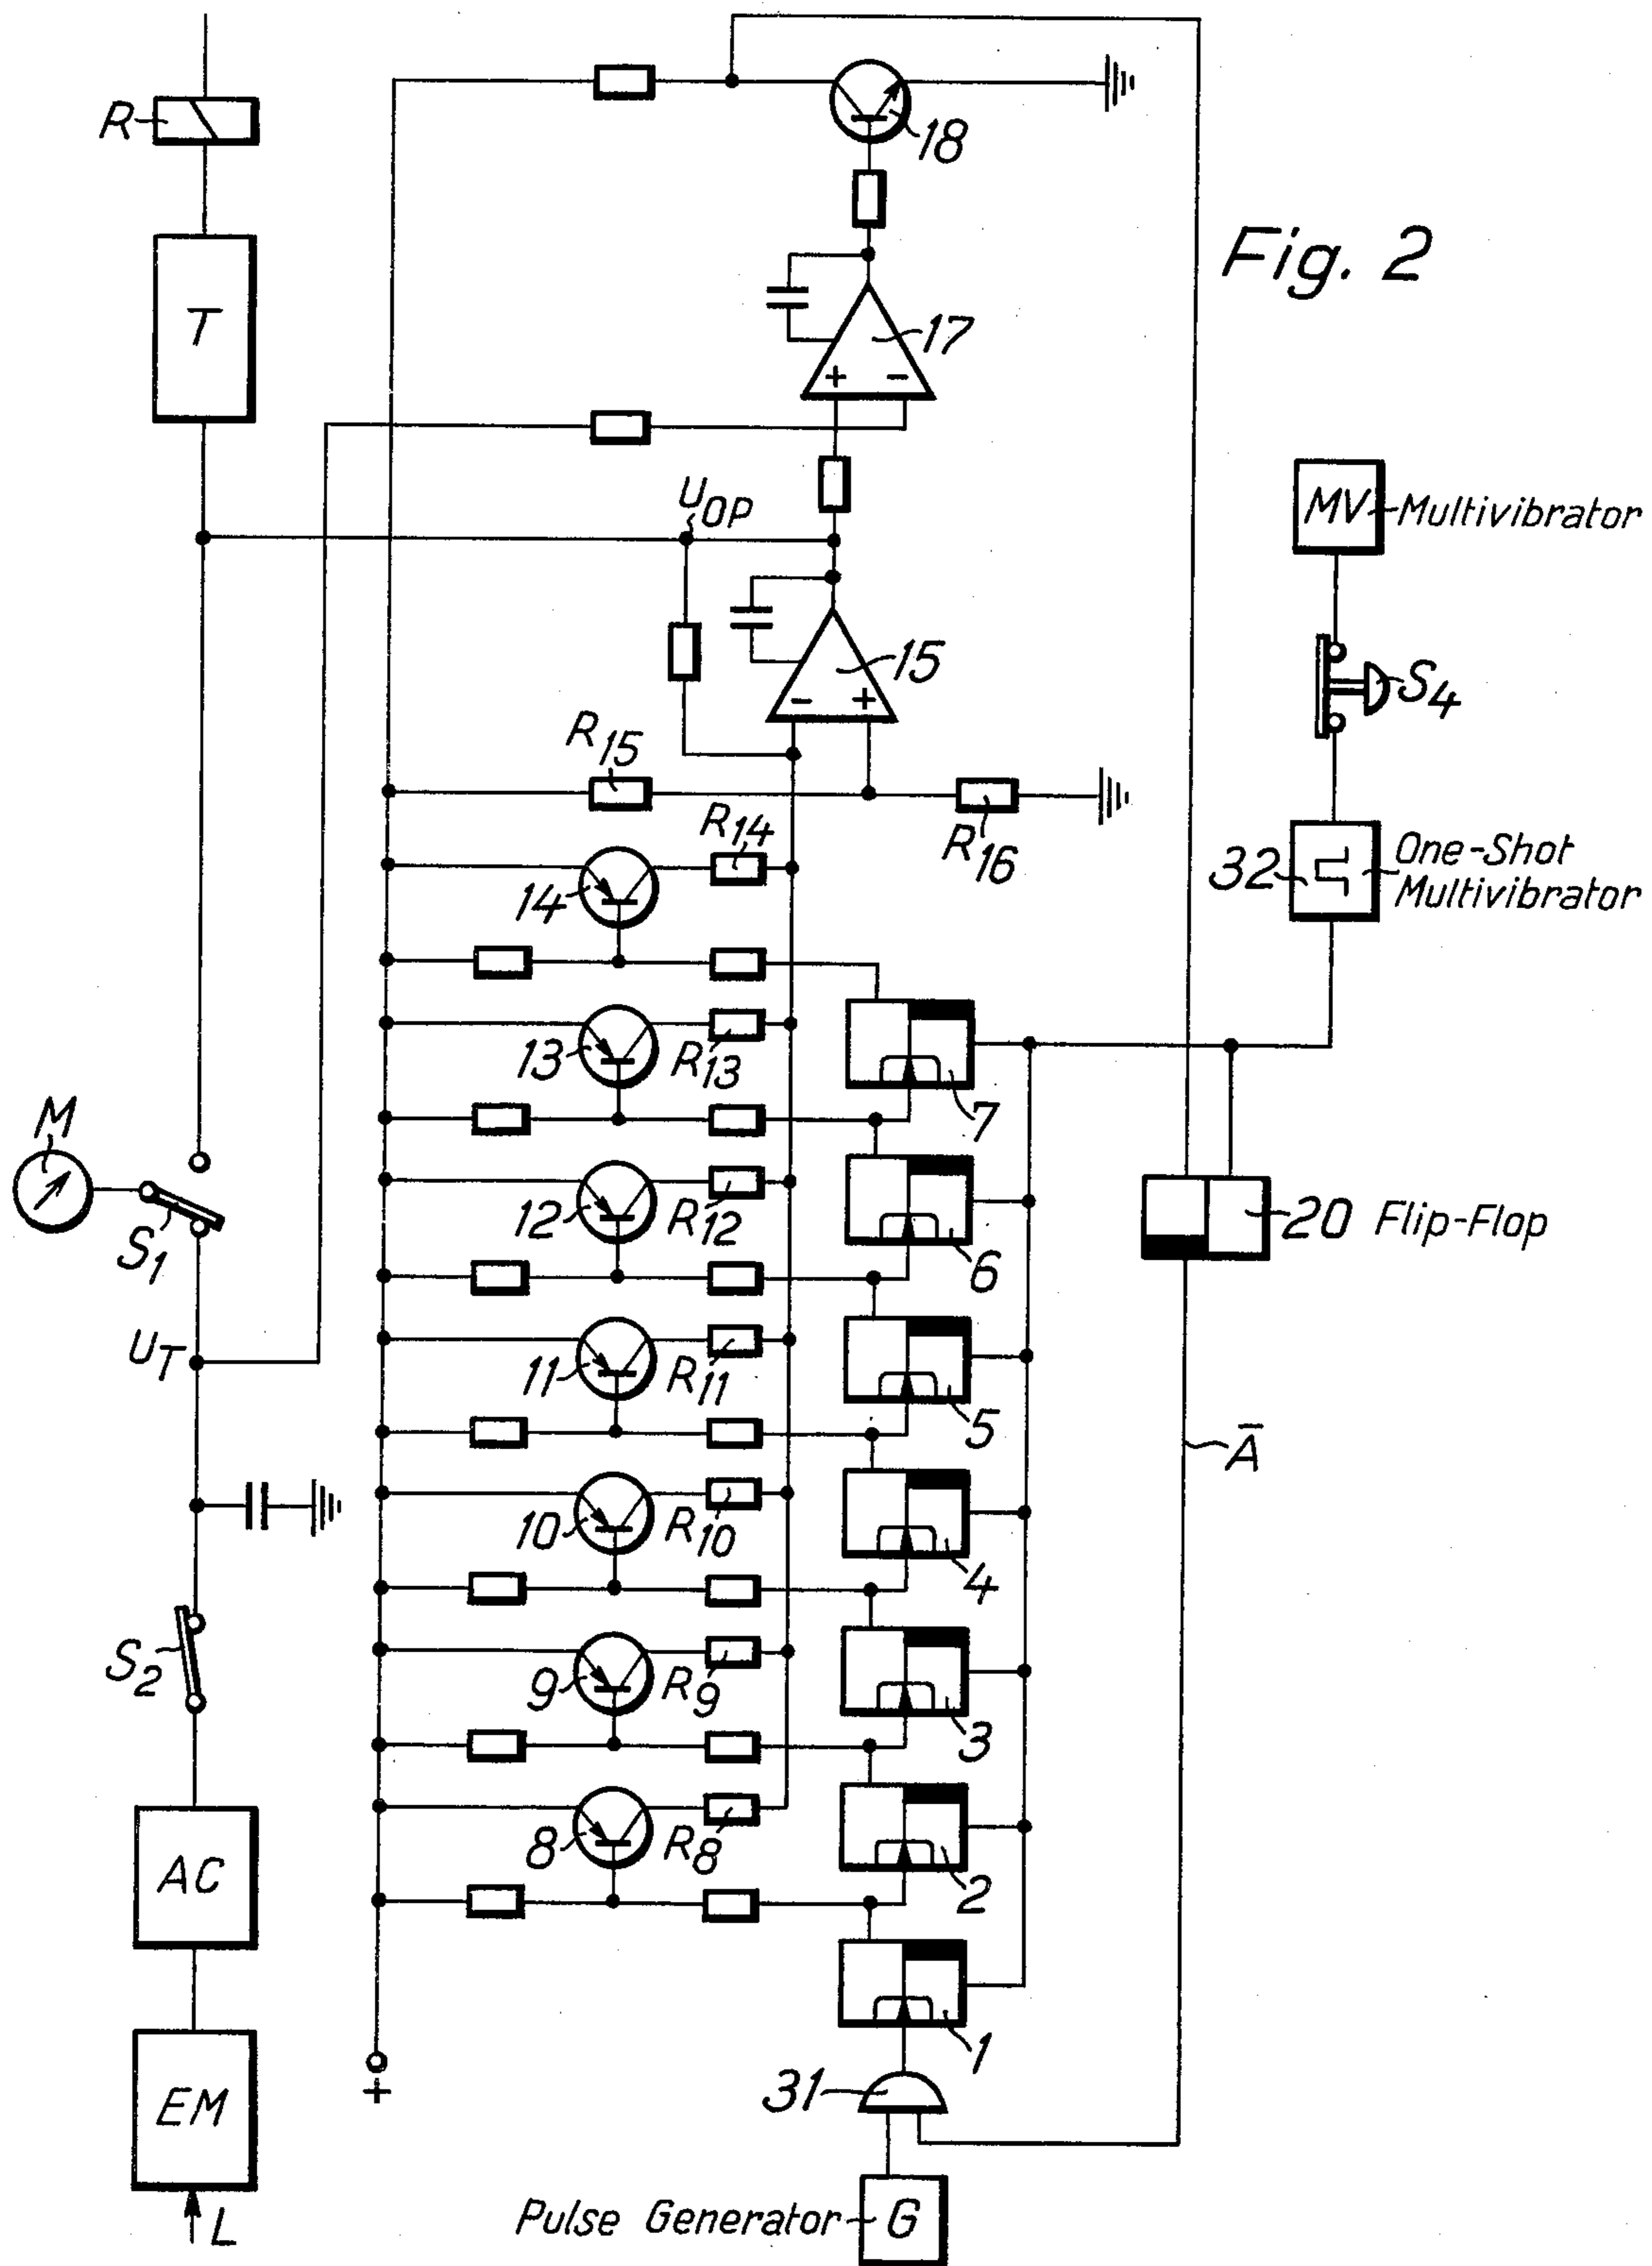 R
18
Fig. 2
T
17
+ −
U_OP
MV
Multivibrator
15
− +
S_4
R_15
R_14
R_16
14
32
One-Shot
Multivibrator
13
R_13
7
M
S_1
12
R_12
6
20 Flip-Flop
U_T
11
R_11
5
Ā
10
R_10
4
S_2
9
R_9
3
8
R_8
2
AC
1
+
31
EM
L
Pulse Generator
G